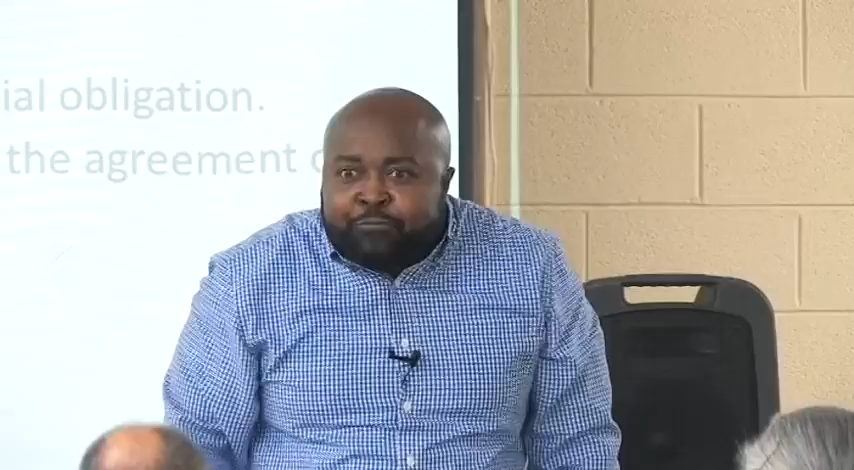 ial obligation.
the agreement